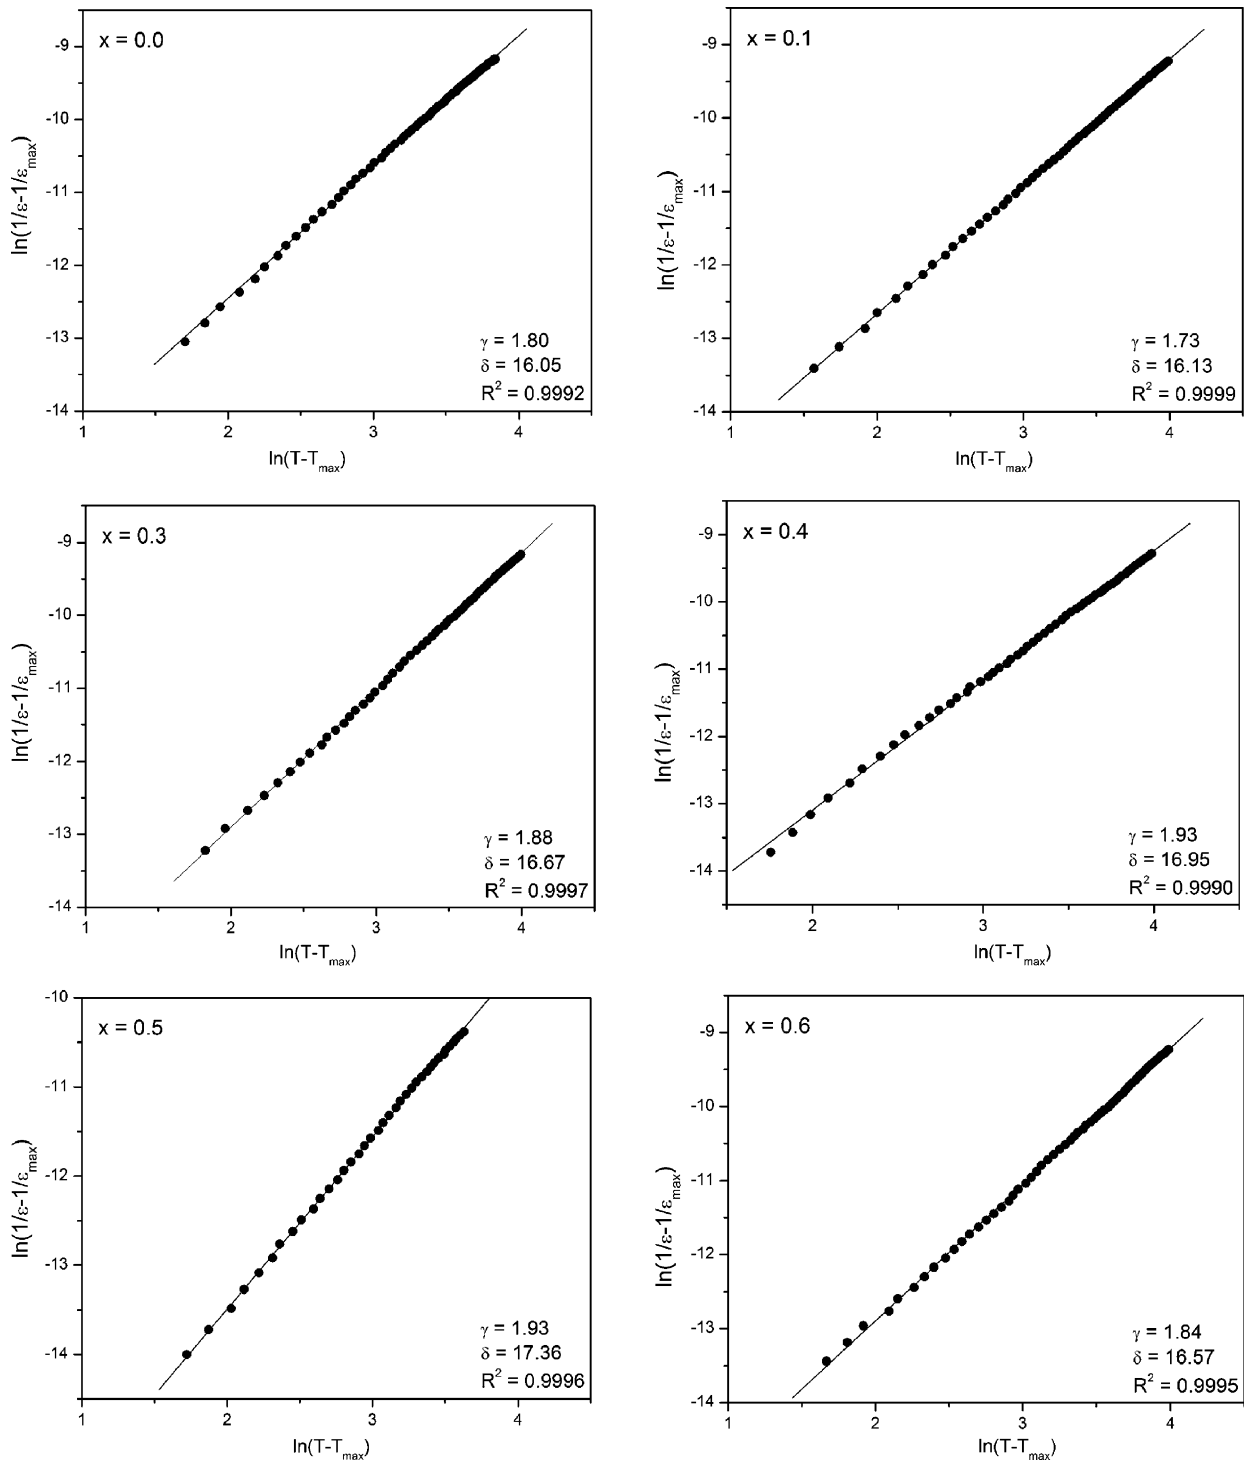 x = 0.0
-9
-10
-11
-12
-13
-14
1
2
3
4
ln(1/ε-1/εmax)
ln(T-Tmax)
γ = 1.80
δ = 16.05
R² = 0.9992
x = 0.1
-9
-10
-11
-12
-13
-14
1
2
3
4
ln(1/ε-1/εmax)
ln(T-Tmax)
γ = 1.73
δ = 16.13
R² = 0.9999
x = 0.3
-9
-10
-11
-12
-13
-14
1
2
3
4
ln(1/ε-1/εmax)
ln(T-Tmax)
γ = 1.88
δ = 16.67
R² = 0.9997
x = 0.4
-9
-10
-11
-12
-13
-14
2
3
4
ln(1/ε-1/εmax)
ln(T-Tmax)
γ = 1.93
δ = 16.95
R² = 0.9990
x = 0.5
-10
-11
-12
-13
-14
1
2
3
4
ln(1/ε-1/εmax)
ln(T-Tmax)
γ = 1.93
δ = 17.36
R² = 0.9996
x = 0.6
-9
-10
-11
-12
-13
-14
1
2
3
4
ln(1/ε-1/εmax)
ln(T-Tmax)
γ = 1.84
δ = 16.57
R² = 0.9995